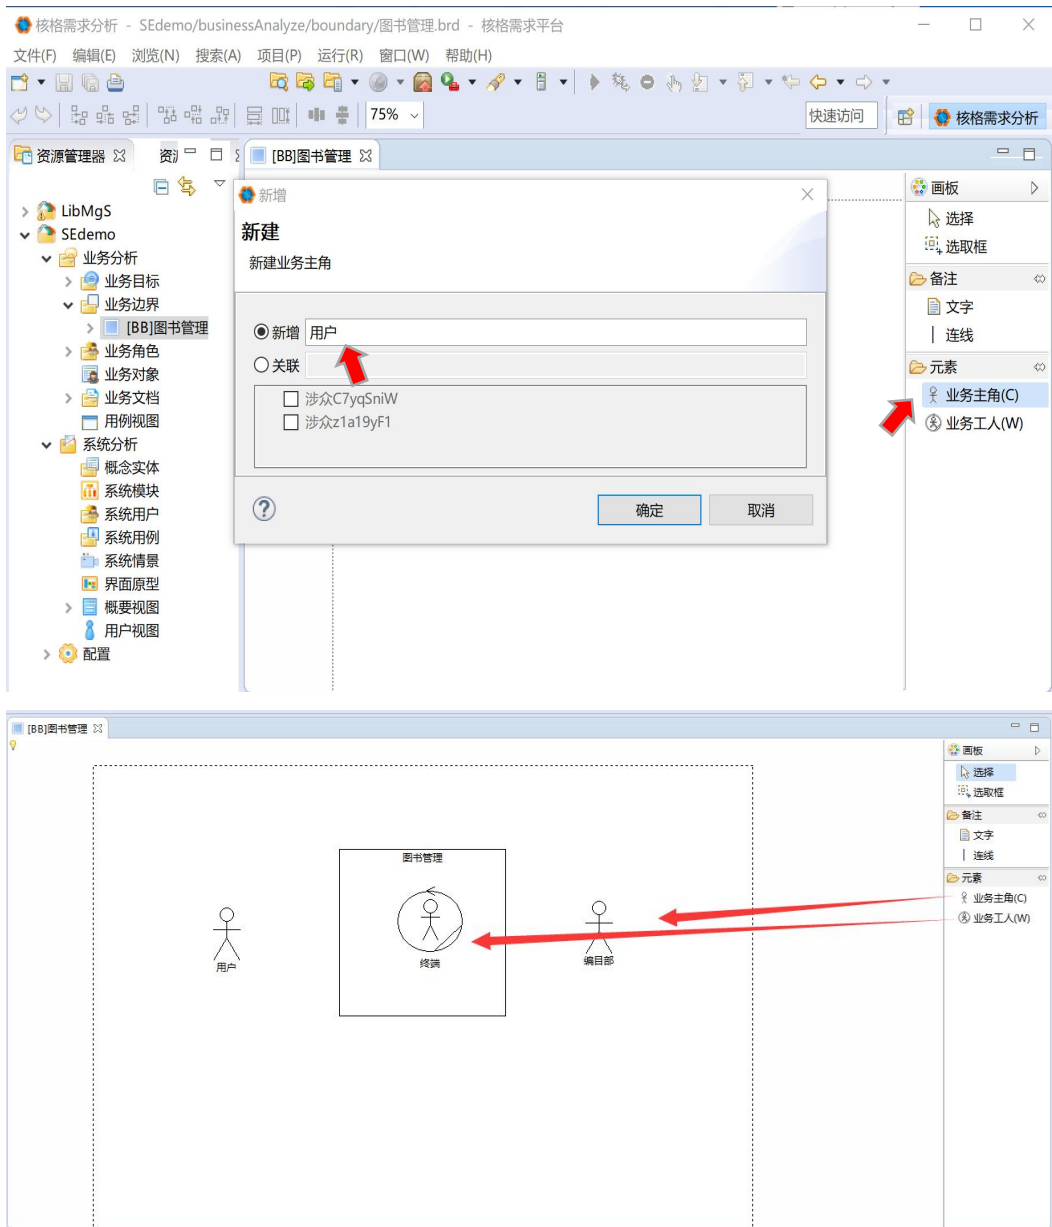 核格需求分析 - SEdemo/businessAnalyze/boundary/图书管理.brd - 核格需求平台
文件(F) 编辑(E) 浏览(N) 搜索(A) 项目(P) 运行(R) 窗口(W) 帮助(H)
75% 快速访问 核格需求分析
资源管理器
[BB]图书管理
LibMgS
SEdemo
业务分析
业务目标
业务边界
[BB]图书管理
业务角色
业务对象
业务文档
用例视图
系统分析
概念实体
系统模块
系统用户
系统用例
系统情景
界面原型
概要视图
用户视图
配置
新增
新建
新建业务主角
新增 用户
关联
涉众C7yqSniW
涉众z1a19yF1
确定 取消
画板
选择
选取框
备注
文字
连线
元素
业务主角(C)
业务工人(W)
[BB]图书管理
图书管理
用户
终端
编目部
画板
选择
选取框
备注
文字
连线
元素
业务主角(C)
业务工人(W)